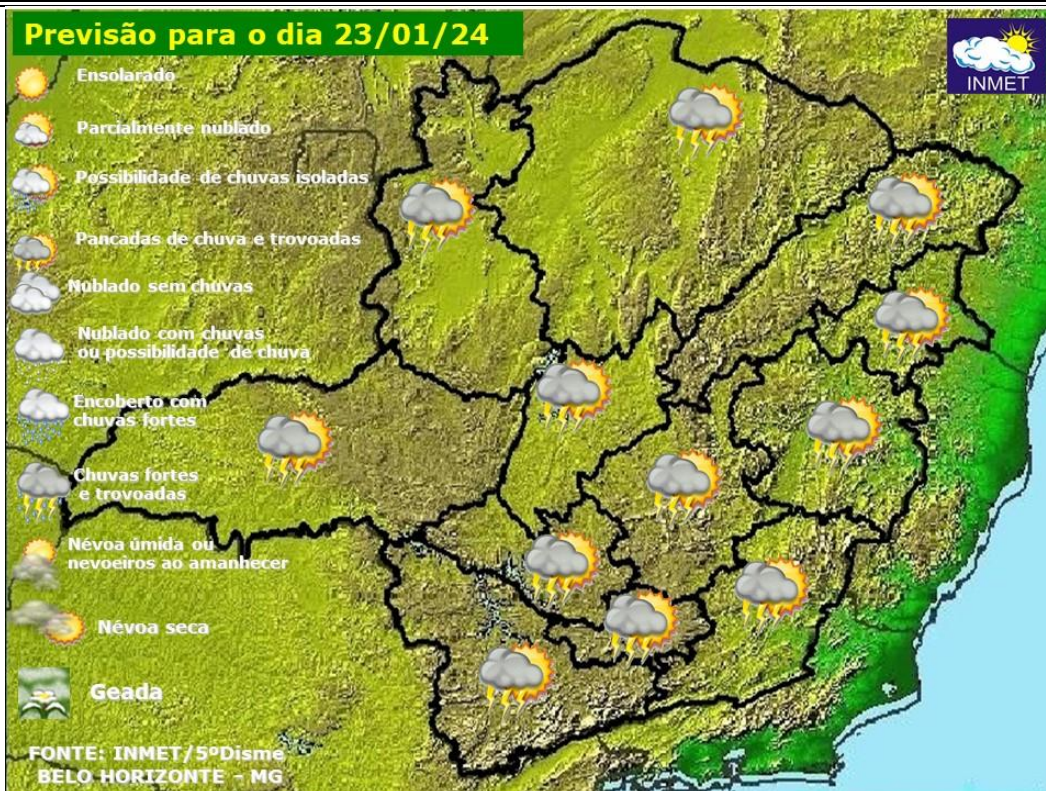 Previsão para o dia 23/01/24
INMET
Ensolarado
Parcialmente nublado
Possibilidade de chuvas isoladas
Pancadas de chuva e trovoadas
Nublado sem chuvas
Nublado com chuvas
ou possibilidade de chuva
Encoberto com
chuvas fortes
Chuvas fortes
e trovoadas
Névoa úmida ou
nevoeiros ao amanhecer
Névoa seca
Geada
FONTE: INMET/5ºDisme
BELO HORIZONTE - MG